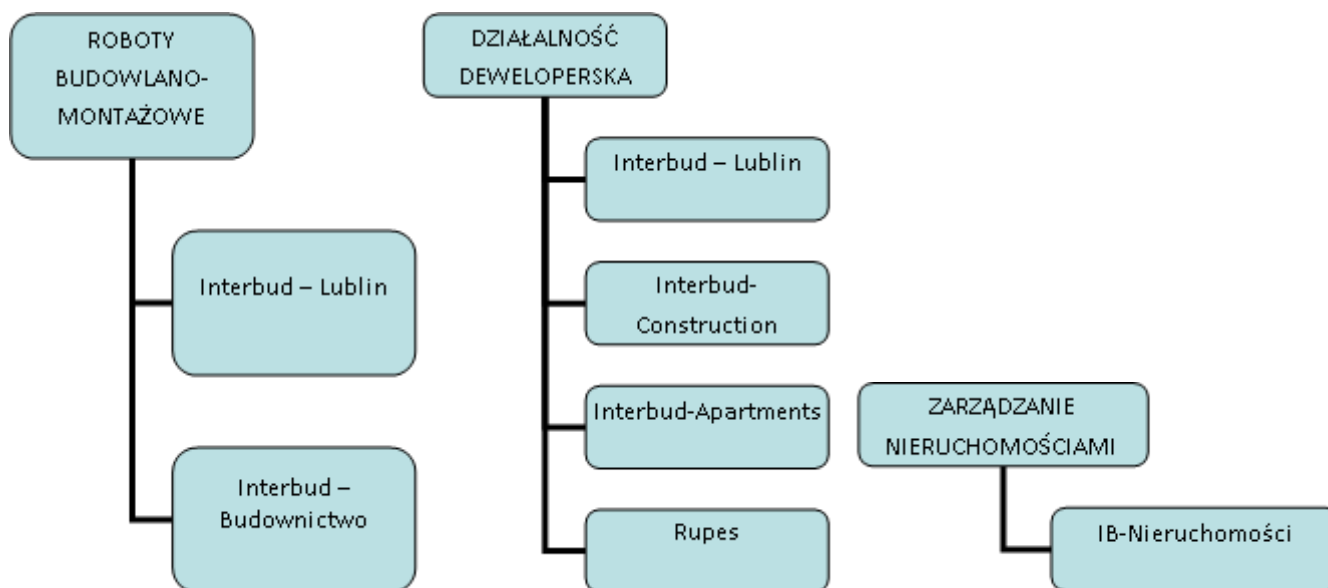 ROBOTY
BUDOWLANO-
MONTAŻOWE
Interbud – Lublin
Interbud –
Budownictwo
DZIAŁALNOŚĆ
DEWELOPERSKA
Interbud – Lublin
Interbud-
Construction
Interbud-Apartments
Rupes
ZARZĄDZANIE
NIERUCHOMOŚCIAMI
IB-Nieruchomości